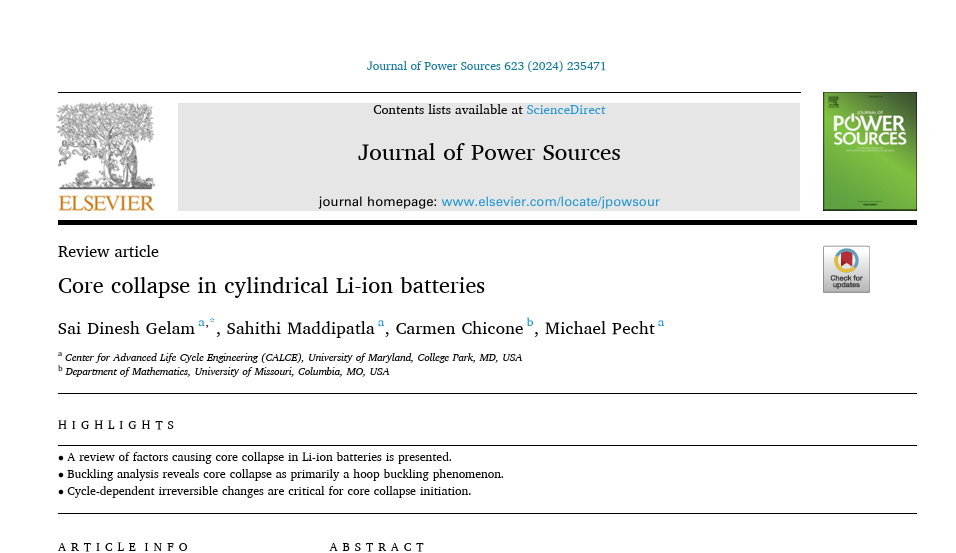 Journal of Power Sources 623 (2024) 235471
Contents lists available at ScienceDirect
Journal of Power Sources
journal homepage: www.elsevier.com/locate/jpowsour
ELSEVIER
JOURNAL OF
POWER
SOURCES
Review article
Check for
updates
Core collapse in cylindrical Li-ion batteries
Sai Dinesh Gelam a,*, Sahithi Maddipatla a, Carmen Chicone b, Michael Pecht a
a Center for Advanced Life Cycle Engineering (CALCE), University of Maryland, College Park, MD, USA
b Department of Mathematics, University of Missouri, Columbia, MO, USA
HIGHLIGHTS
• A review of factors causing core collapse in Li-ion batteries is presented.
• Buckling analysis reveals core collapse as primarily a hoop buckling phenomenon.
• Cycle-dependent irreversible changes are critical for core collapse initiation.
ARTICLE INFO
ABSTRACT